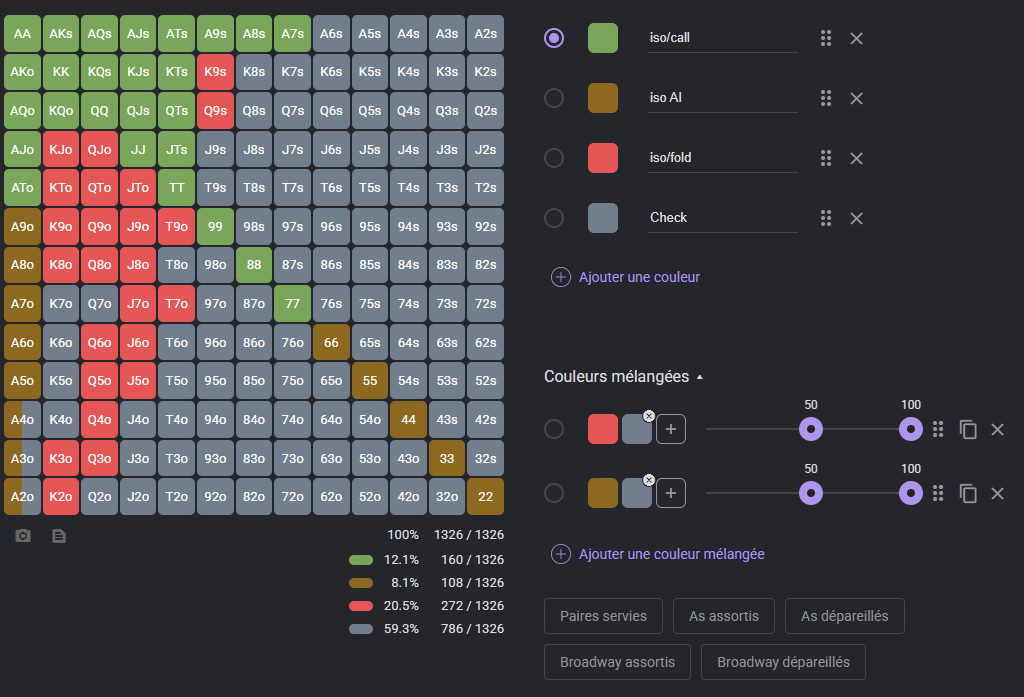 AA AKs AQs AJs ATs A9s A8s A7s A6s A5s A4s A3s A2s
AKo KK KQs KJs KTs K9s K8s K7s K6s K5s K4s K3s K2s
AQo KQo QQ QJs QTs Q9s Q8s Q7s Q6s Q5s Q4s Q3s Q2s
AJo KJo QJo JJ JTs J9s J8s J7s J6s J5s J4s J3s J2s
ATo KTo QTo JTo TT T9s T8s T7s T6s T5s T4s T3s T2s
A9o K9o Q9o J9o T9o 99 98s 97s 96s 95s 94s 93s 92s
A8o K8o Q8o J8o T8o 98o 88 87s 86s 85s 84s 83s 82s
A7o K7o Q7o J7o T7o 97o 87o 77 76s 75s 74s 73s 72s
A6o K6o Q6o J6o T6o 96o 86o 76o 66 65s 64s 63s 62s
A5o K5o Q5o J5o T5o 95o 85o 75o 65o 55 54s 53s 52s
A4o K4o Q4o J4o T4o 94o 84o 74o 64o 54o 44 43s 42s
A3o K3o Q3o J3o T3o 93o 83o 73o 63o 53o 43o 33 32s
A2o K2o Q2o J2o T2o 92o 82o 72o 62o 52o 42o 32o 22
100% 1326 / 1326
12.1% 160 / 1326
8.1% 108 / 1326
20.5% 272 / 1326
59.3% 786 / 1326
iso/call
iso AI
iso/fold
Check
Ajouter une couleur
Couleurs mélangées
50 100
50 100
Ajouter une couleur mélangée
Paires servies As assortis As dépareillés
Broadway assortis Broadway dépareillés